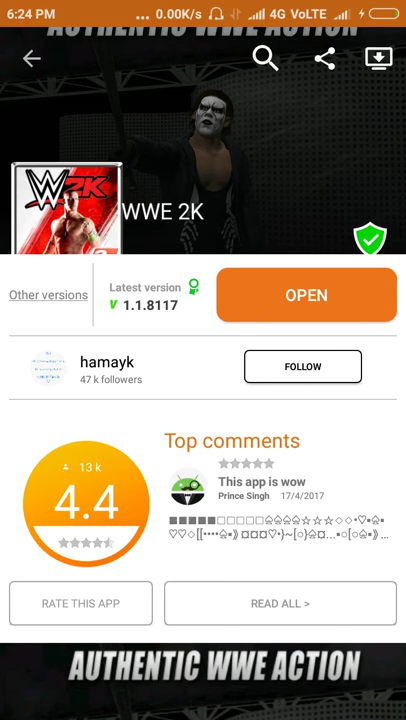 6:24 PM ... 0.00K/s 4G VoLTE
AUTHENTIC WWE ACTION
W 2K
WWE 2K
Other versions
Latest version
v 1.1.8117
OPEN
hamayk
47 k followers
FOLLOW
Top comments
13 k
4.4
This app is wow
Prince Singh 17/4/2017
RATE THIS APP
READ ALL >
AUTHENTIC WWE ACTION